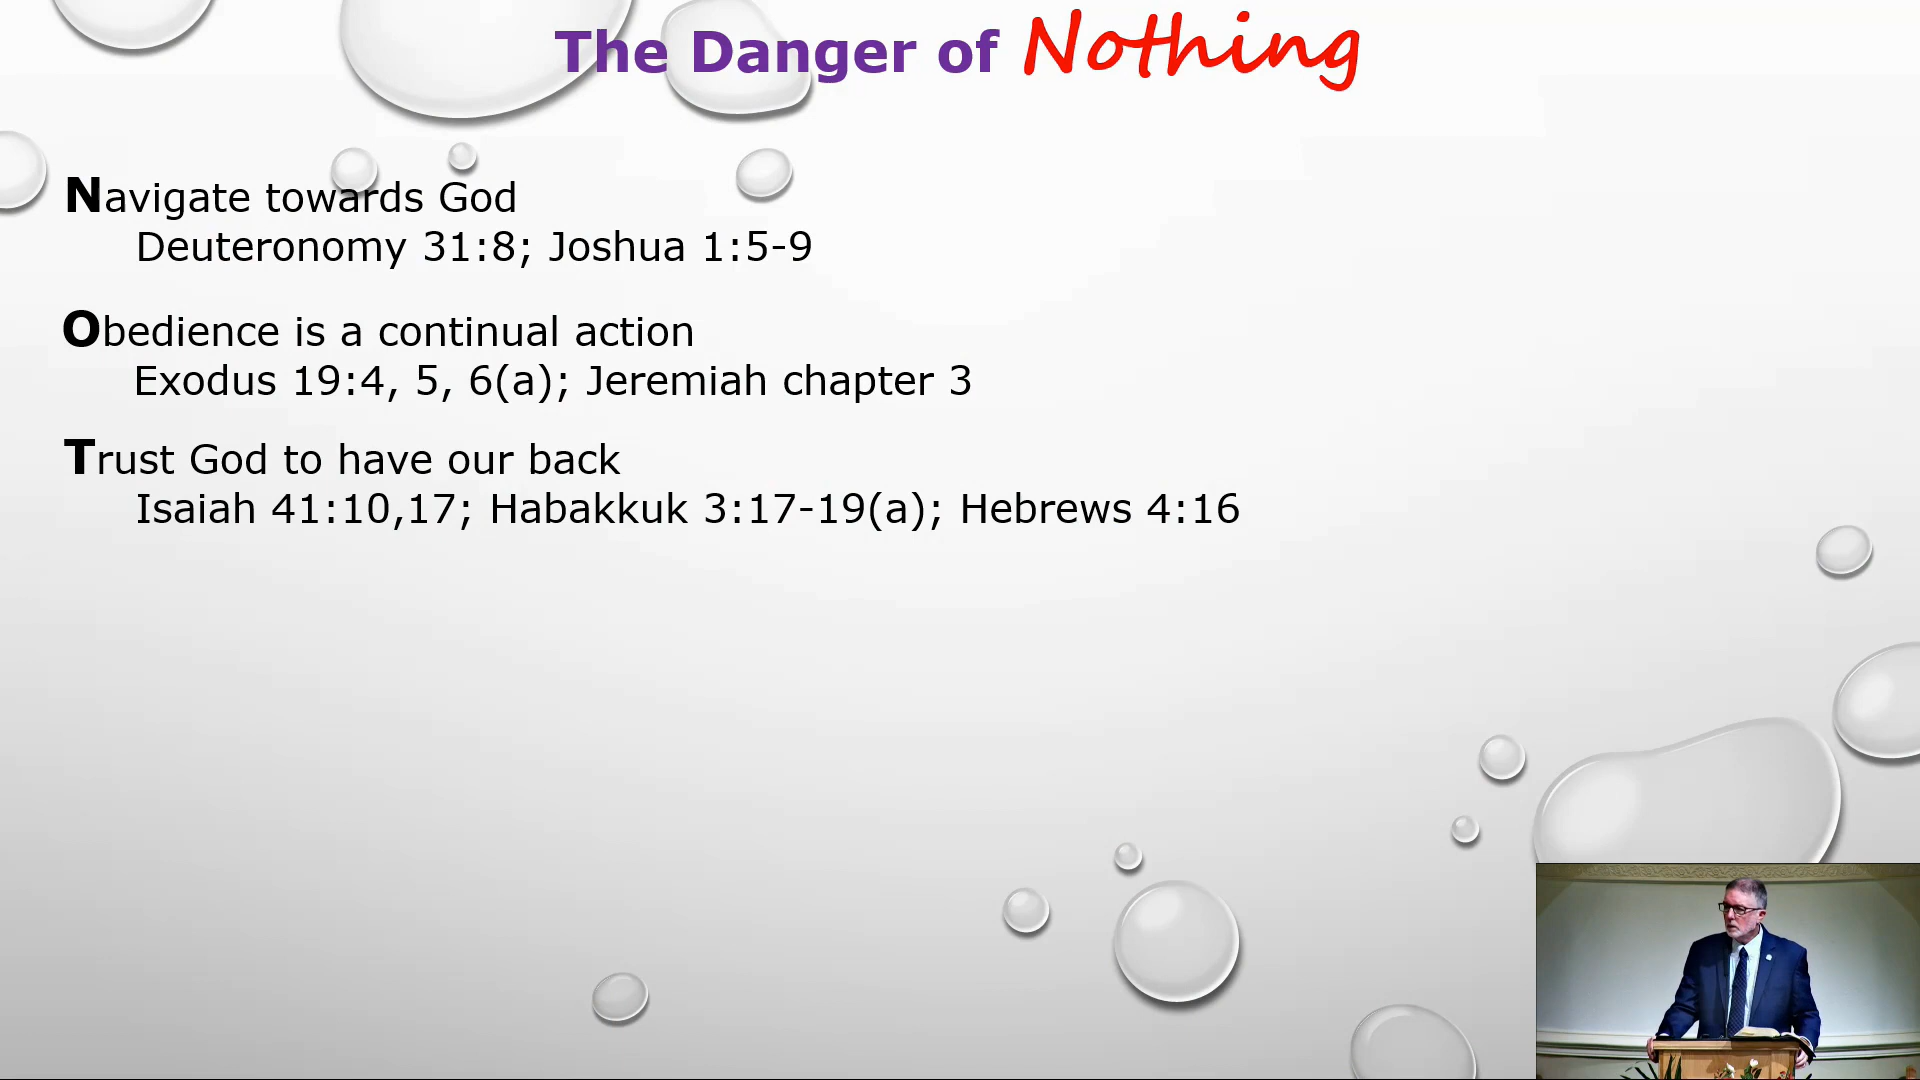 The Danger of Nothing
Navigate towards God
Deuteronomy 31:8; Joshua 1:5-9
Obedience is a continual action
Exodus 19:4, 5, 6(a); Jeremiah chapter 3
Trust God to have our back
Isaiah 41:10,17; Habakkuk 3:17-19(a); Hebrews 4:16